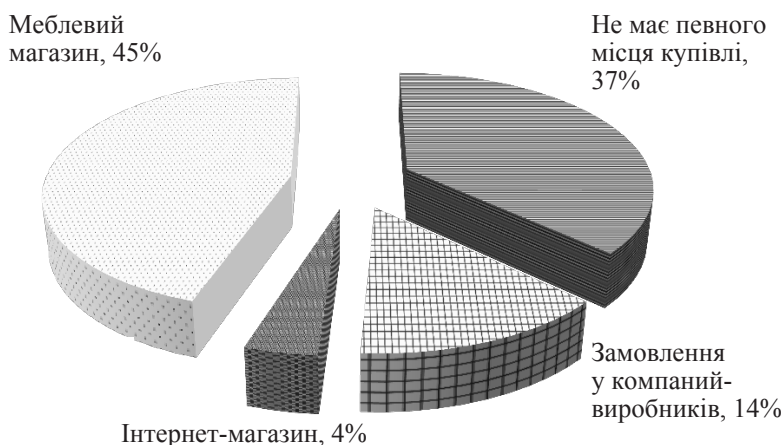 Меблевий
магазин, 45%
Не має певного
місця купівлі,
37%
Замовлення
у компаний-
виробників, 14%
Інтернет-магазин, 4%